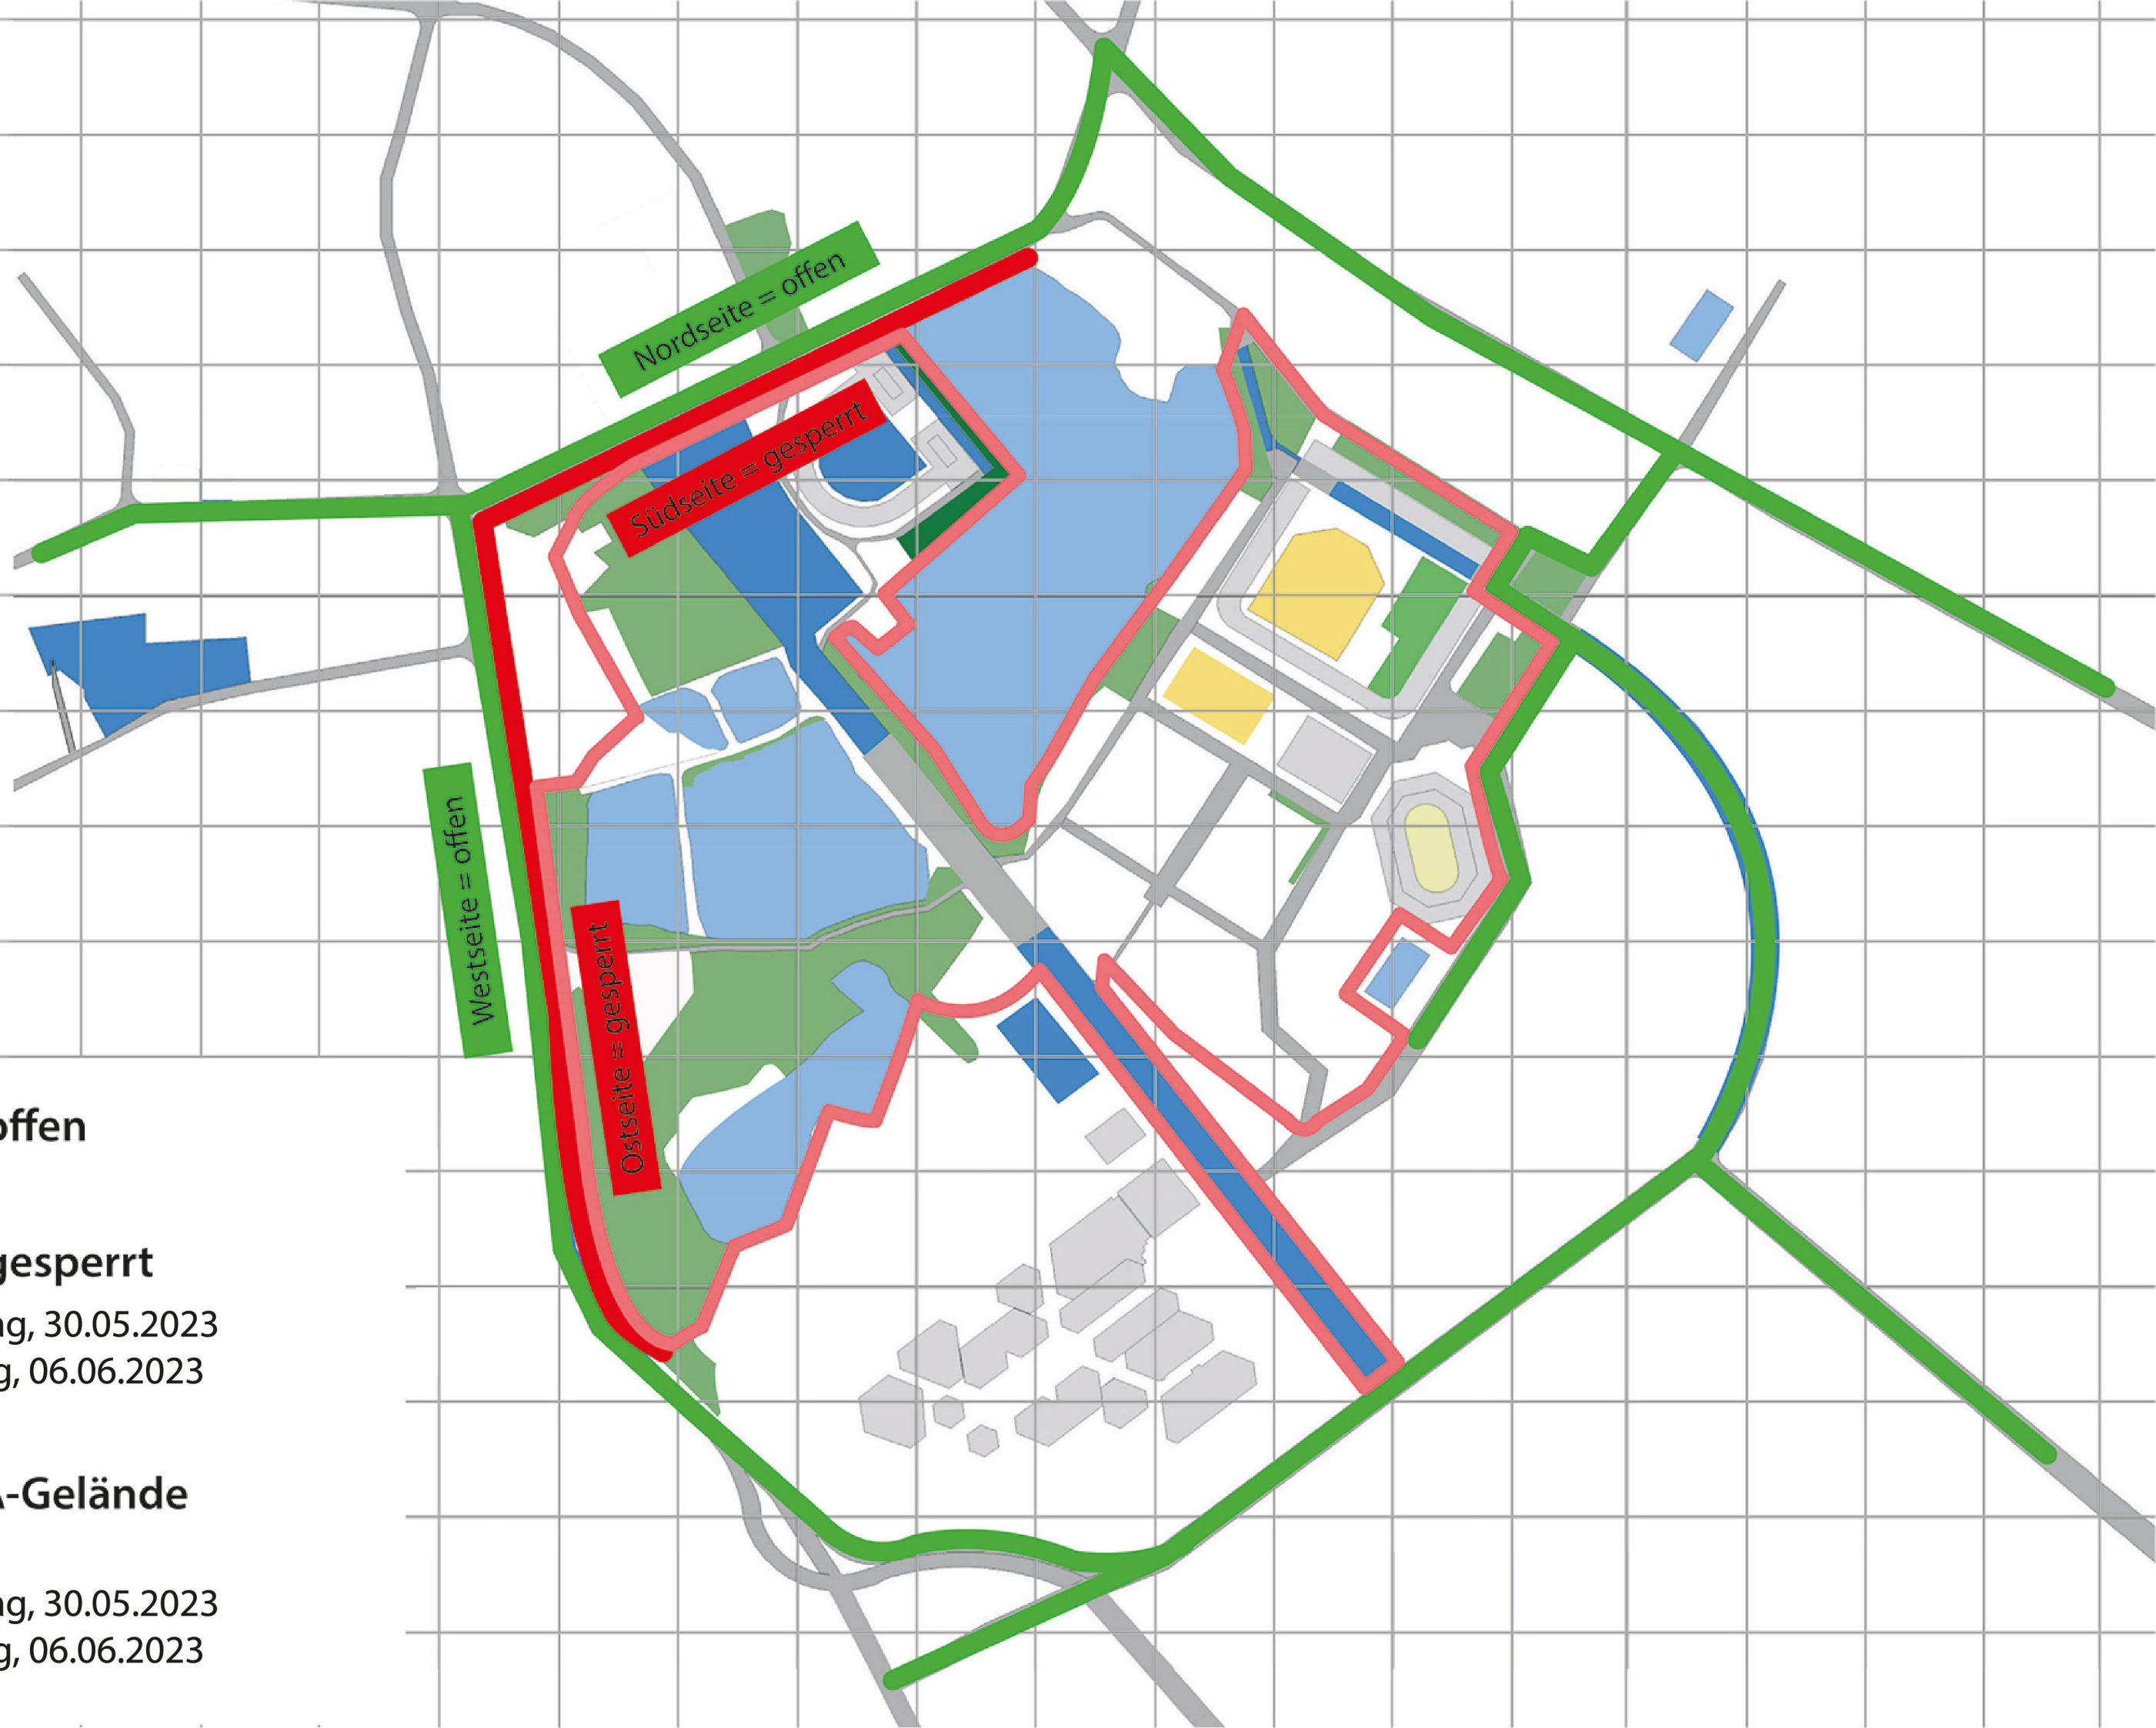 Nordseite = offen
Südseite = gesperrt
Westseite = offen
Ostseite = gesperrt
offen
gesperrt
ng, 30.05.2023
g, 06.06.2023
-Gelände
ng, 30.05.2023
g, 06.06.2023